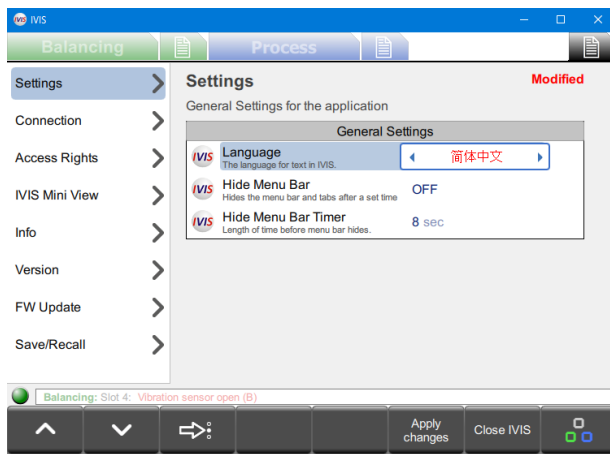 IVIS IVIS
Balancing
Process
Settings
Connection
Access Rights
IVIS Mini View
Info
Version
FW Update
Save/Recall
Settings
Modified
General Settings for the application
General Settings
IVIS
Language
The language for text in IVIS.
简体中文
IVIS
Hide Menu Bar
Hides the menu bar and tabs after a set time
OFF
IVIS
Hide Menu Bar Timer
Length of time before menu bar hides.
8 sec
Balancing: Slot 4: Vibration sensor open (B)
Apply
changes
Close IVIS